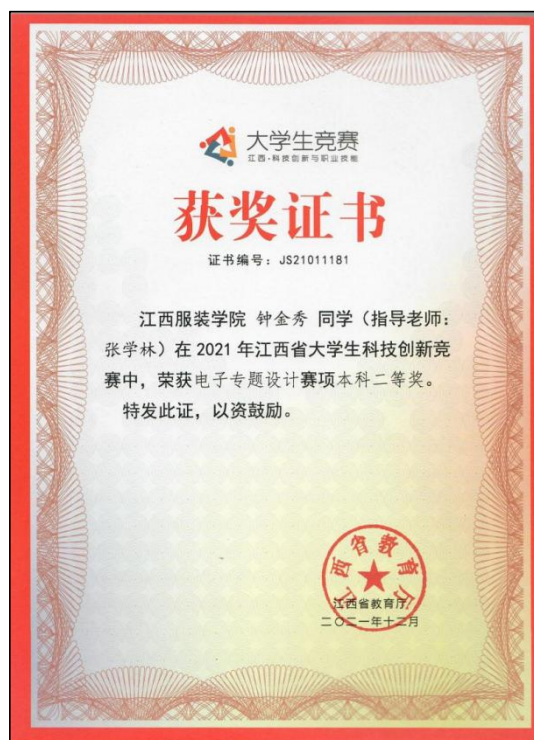 大学生竞赛
江西·科技创新与职业技能
获奖证书
证书编号：JS21011181
江西服装学院 钟金秀 同学（指导老师：
张学林）在 2021 年江西省大学生科技创新竞
赛中，荣获电子专题设计赛项本科二等奖。
特发此证，以资鼓励。
江西省教育厅
江西省教育厅
二〇二一年十二月